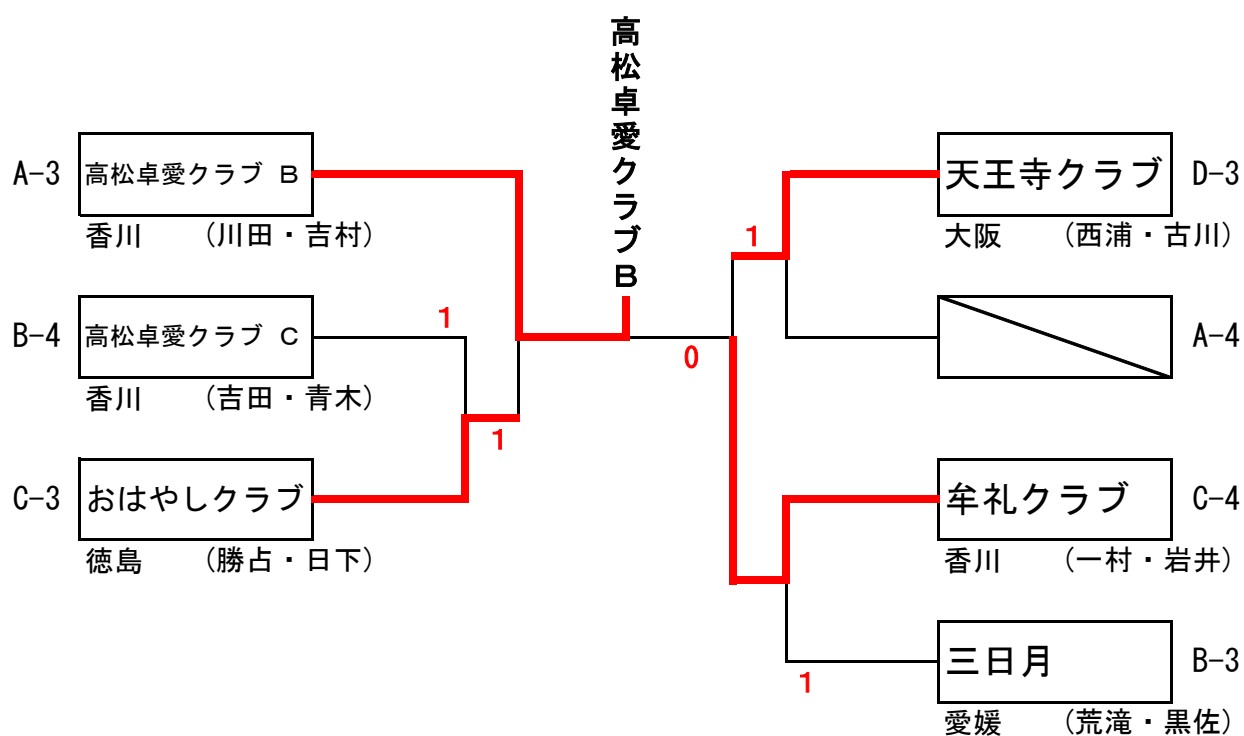 高松卓愛クラブB
A-3
高松卓愛クラブ B
香川 (川田・吉村)
B-4
高松卓愛クラブ C
香川 (吉田・青木)
C-3
おはやしクラブ
徳島 (勝占・日下)
1
1
0
1
1
天王寺クラブ
D-3
大阪 (西浦・古川)
A-4
牟礼クラブ
C-4
香川 (一村・岩井)
三日月
B-3
愛媛 (荒滝・黒佐)